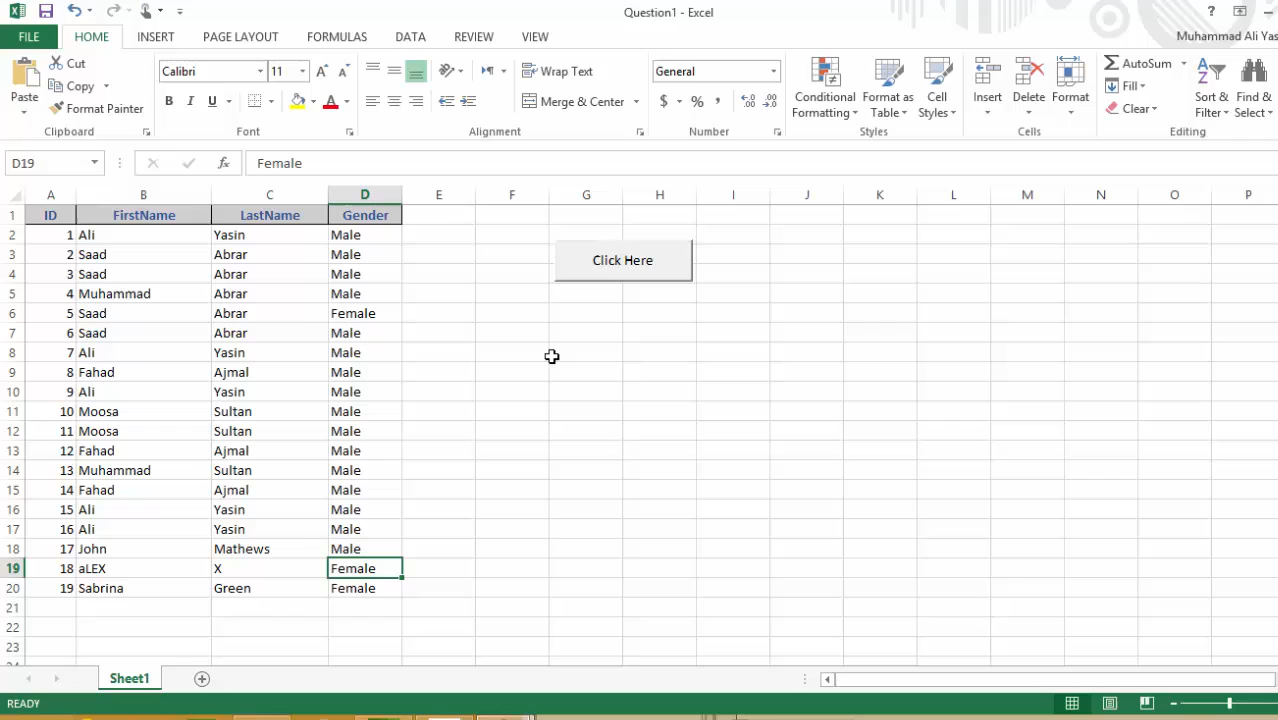 Question1 - Excel
?
Muhammad Ali Yas
FILE HOME INSERT PAGE LAYOUT FORMULAS DATA REVIEW VIEW
Paste
Cut
Copy
Format Painter
Clipboard
Calibri 11
B I U A
Font
Wrap Text
Merge & Center
Alignment
General
$ % ,
Number
Conditional Formatting
Format as Table
Cell Styles
Styles
Insert
Delete
Format
Cells
AutoSum
Fill
Clear
Sort & Filter
Find & Select
Editing
D19 fx Female
A B C D E F G H I J K L M N O P
1 ID FirstName LastName Gender
2 1 Ali Yasin Male
3 2 Saad Abrar Male
Click Here
4 3 Saad Abrar Male
5 4 Muhammad Abrar Male
6 5 Saad Abrar Female
7 6 Saad Abrar Male
8 7 Ali Yasin Male
9 8 Fahad Ajmal Male
10 9 Ali Yasin Male
11 10 Moosa Sultan Male
12 11 Moosa Sultan Male
13 12 Fahad Ajmal Male
14 13 Muhammad Sultan Male
15 14 Fahad Ajmal Male
16 15 Ali Yasin Male
17 16 Ali Yasin Male
18 17 John Mathews Male
19 18 aLEX X Female
20 19 Sabrina Green Female
21
22
23
Sheet1
READY